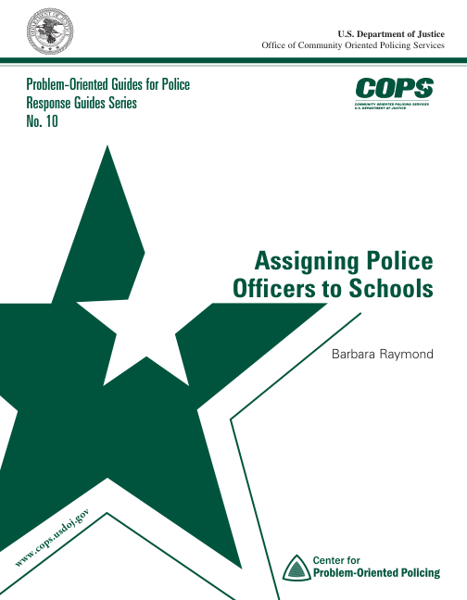 U.S. Department of Justice
Office of Community Oriented Policing Services
Problem-Oriented Guides for Police
Response Guides Series
No. 10
COPS
COMMUNITY ORIENTED POLICING SERVICES
U.S. DEPARTMENT OF JUSTICE
Assigning Police
Officers to Schools
Barbara Raymond
www.cops.usdoj.gov
Center for
Problem-Oriented Policing